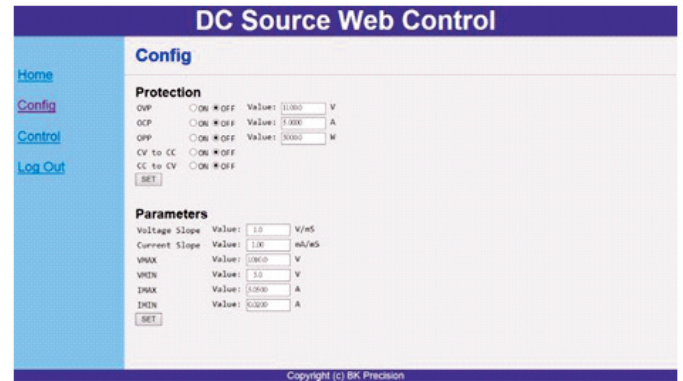 DC Source Web Control
Home
Config
Control
Log Out
Config
Protection
OVP ON OFF Value: V
OCP ON OFF Value: 5.0000 A
OPP ON OFF Value: W
CV to CC ON OFF
CC to CV ON OFF
SET
Parameters
Voltage Slope Value: 1.0 V/mS
Current Slope Value: 1.00 mA/mS
VMAX Value: V
VMIN Value: 5.0 V
IMAX Value: A
IMIN Value: A
SET
Copyright (c) BK Precision